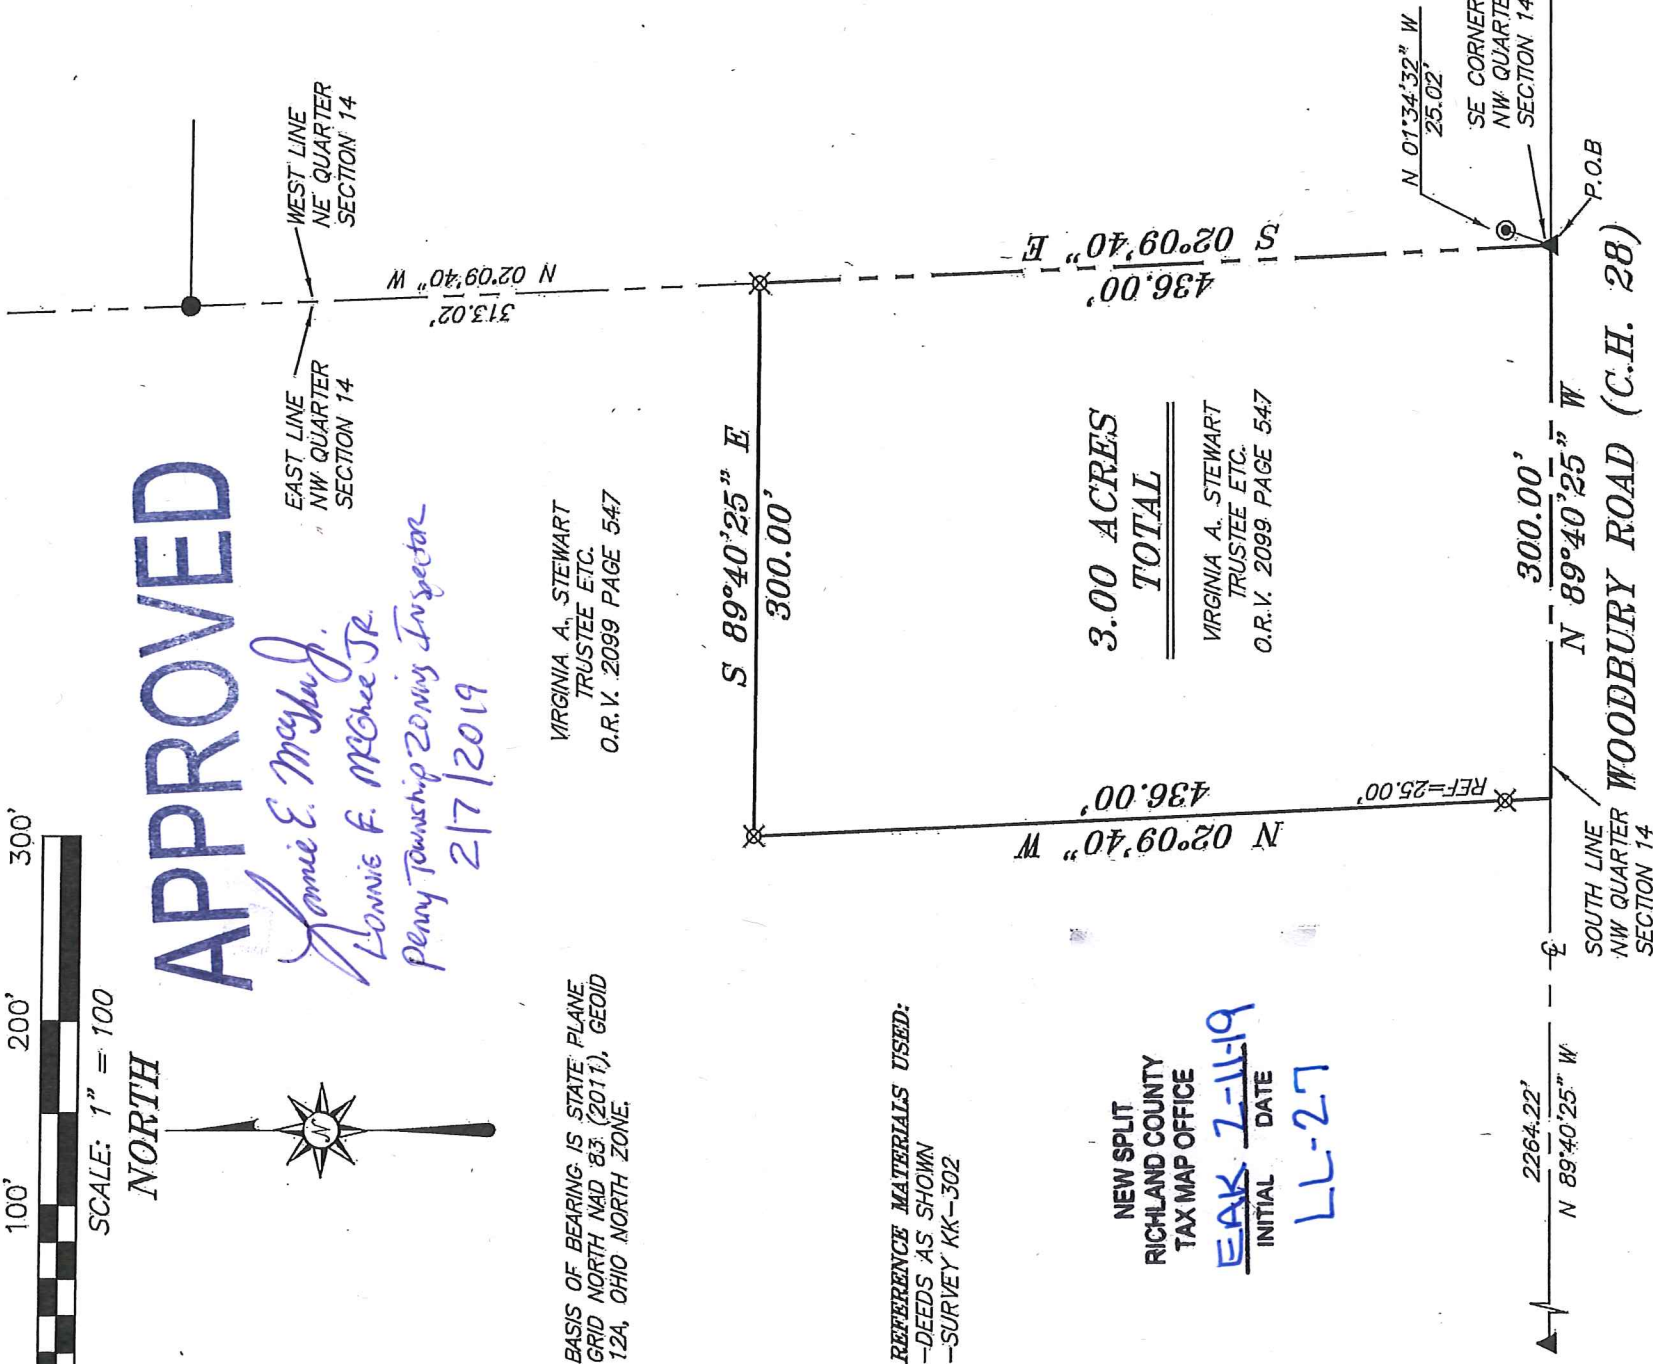 100'
200'
300'
SCALE: 1" = 100
NORTH
N
APPROVED
Lonnie E. McGhee Jr.
LONNIE E. McGhee JR.
Perry Township Zoning Inspector
2/7/2019
EAST LINE
NW QUARTER
SECTION 14
WEST LINE
NE QUARTER
SECTION 14
N 02°09'40" W
313.02'
BASIS OF BEARING IS STATE PLANE
GRID NORTH NAD 83 (2011), GEOID
12A, OHIO NORTH ZONE.
VIRGINIA A. STEWART
TRUSTEE ETC.
O.R.V. 2099 PAGE 547
S 89°40'25" E
300.00'
REFERENCE MATERIALS USED:
-DEEDS AS SHOWN
-SURVEY KK-302
N 02°09'40" W
436.00'
REF=25.00'
3.00 ACRES
TOTAL
VIRGINIA A. STEWART
TRUSTEE ETC.
O.R.V. 2099 PAGE 547
S 02°09'40" E
436.00'
NEW SPLIT
RICHLAND COUNTY
TAX MAP OFFICE
EAK 2-11-19
INITIAL DATE
LL-27
N 01°34'32" W
25.02'
SE CORNER
NW QUARTE
SECTION 14
P.O.B
2264.22'
N 89°40'25" W
SOUTH LINE
NW QUARTER
SECTION 14
300.00'
N 89°40'25" W
WOODBURY ROAD (C.H. 28)